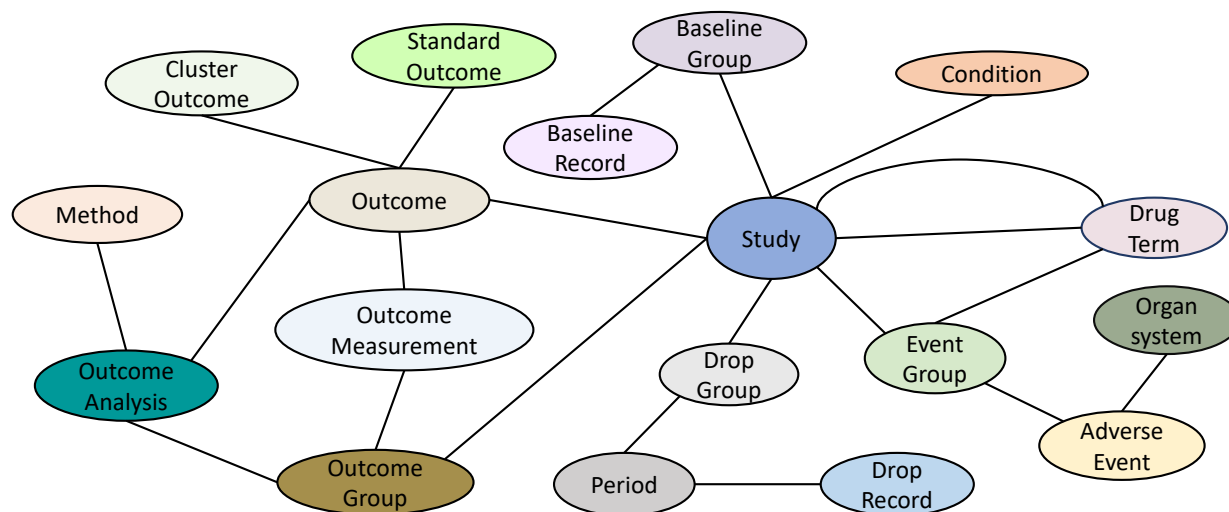 Cluster
Outcome
Standard
Outcome
Baseline
Group
Condition
Baseline
Record
Method
Outcome
Study
Drug
Term
Outcome
Measurement
Organ
system
Outcome
Analysis
Drop
Group
Event
Group
Adverse
Event
Outcome
Group
Period
Drop
Record